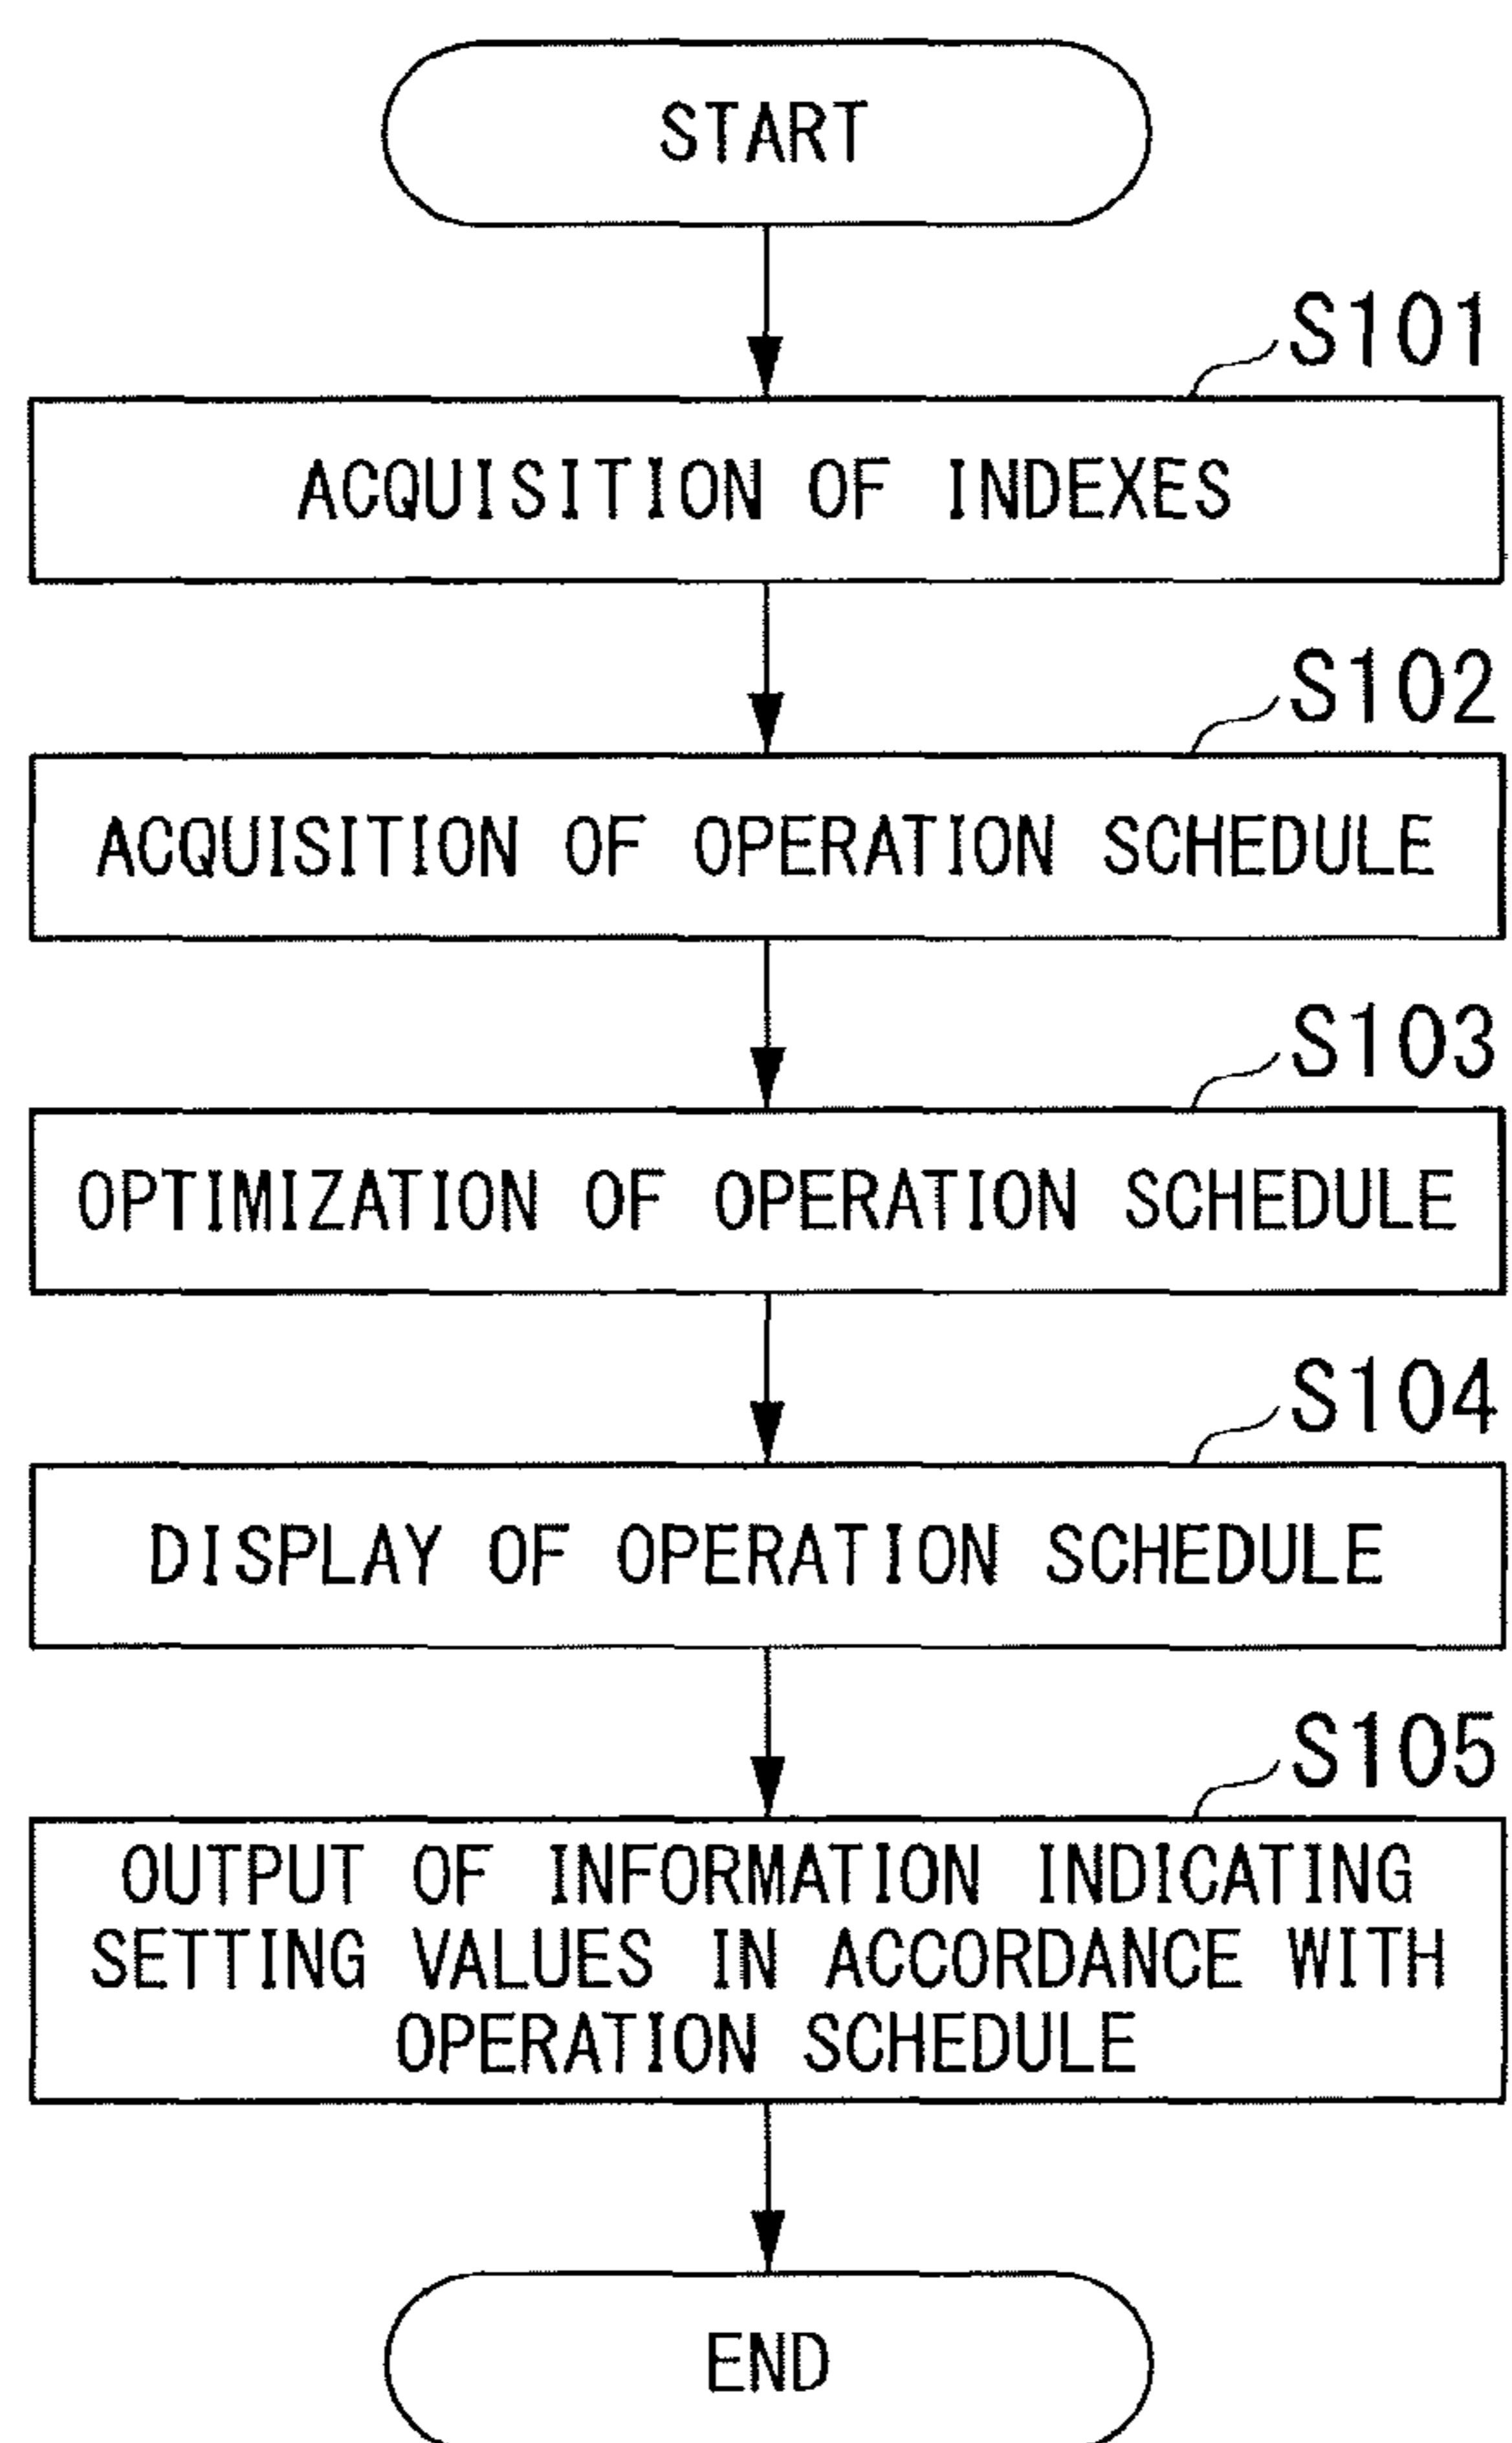 START
S101
ACQUISITION OF INDEXES
S102
ACQUISITION OF OPERATION SCHEDULE
S103
OPTIMIZATION OF OPERATION SCHEDULE
S104
DISPLAY OF OPERATION SCHEDULE
S105
OUTPUT OF INFORMATION INDICATING
SETTING VALUES IN ACCORDANCE WITH
OPERATION SCHEDULE
END